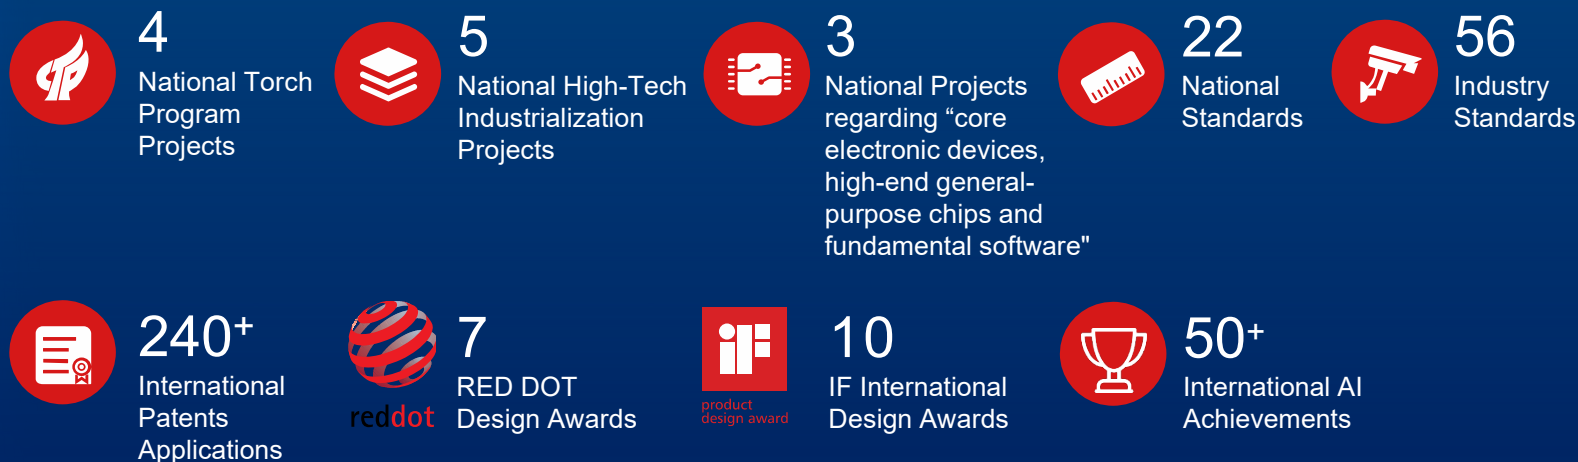 4
National Torch
Program
Projects
5
National High-Tech
Industrialization
Projects
3
National Projects
regarding “core
electronic devices,
high-end general-
purpose chips and
fundamental software"
22
National
Standards
56
Industry
Standards
240+
International
Patents
Applications
reddot
7
RED DOT
Design Awards
iF
product
design award
10
IF International
Design Awards
50+
International AI
Achievements